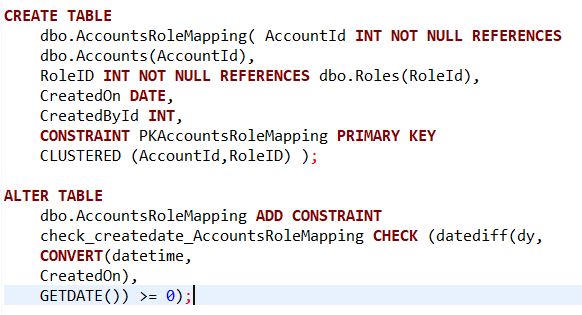 CREATE TABLE
dbo.AccountsRoleMapping( AccountId INT NOT NULL REFERENCES
dbo.Accounts(AccountId),
RoleID INT NOT NULL REFERENCES dbo.Roles(RoleId),
CreatedOn DATE,
CreatedById INT,
CONSTRAINT PKAccountsRoleMapping PRIMARY KEY
CLUSTERED (AccountId,RoleID) );
ALTER TABLE
dbo.AccountsRoleMapping ADD CONSTRAINT
check_createdate_AccountsRoleMapping CHECK (datediff(dy,
CONVERT(datetime,
CreatedOn),
GETDATE()) >= 0);